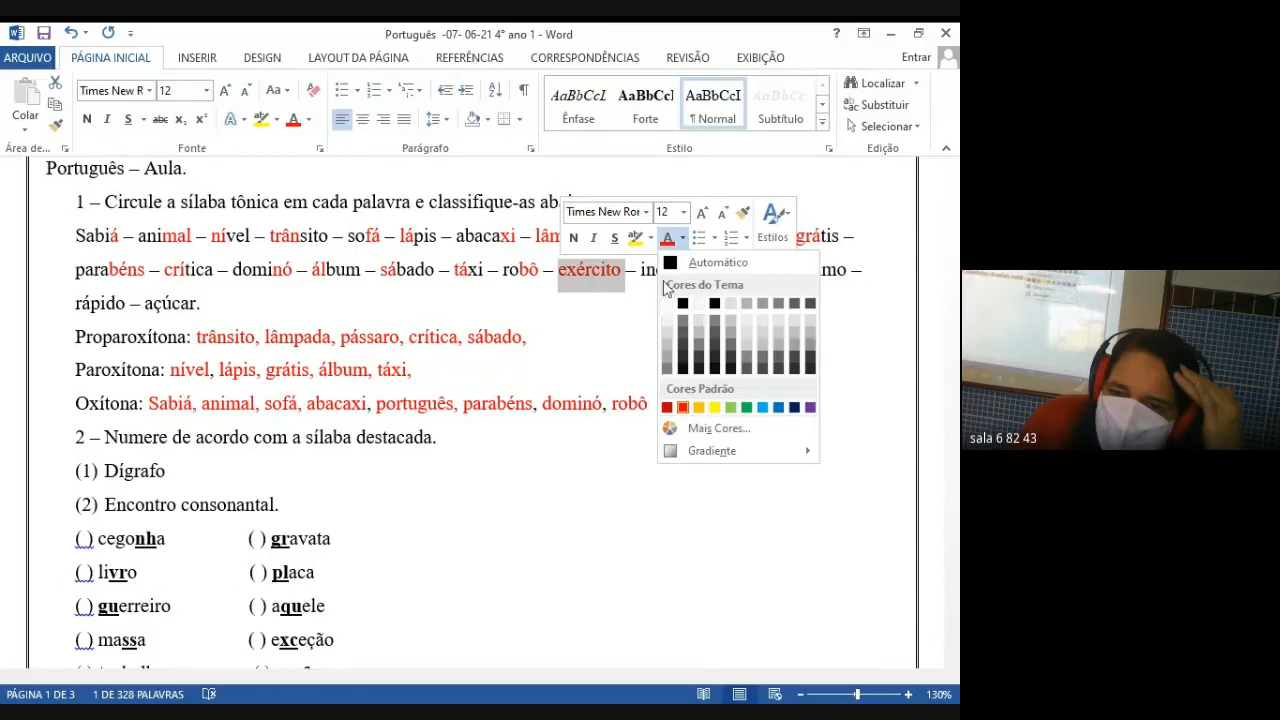 Português -07- 06-21 4° ano 1 - Word
ARQUIVO PÁGINA INICIAL INSERIR DESIGN LAYOUT DA PÁGINA REFERÊNCIAS CORRESPONDÊNCIAS REVISÃO EXIBIÇÃO Entrar
Colar
Times New R 12 Aa
N I S abc x₂ x² A
AaBbCcI AaBbCc AaBbCcI AaBbCcI
Ênfase Forte ¶ Normal Subtítulo
Localizar
Substituir
Selecionar
Área de... Fonte Parágrafo Estilo Edição
Português – Aula.
1 – Circule a sílaba tônica em cada palavra e classifique-as
Sabiá – animal – nível – trânsito – sofá – lápis – abacaxi – grátis –
parabéns – crítica – dominó – álbum – sábado – táxi – robô – exército –
rápido – açúcar.
Proparoxítona: trânsito, lâmpada, pássaro, crítica, sábado,
Paroxítona: nível, lápis, grátis, álbum, táxi,
Oxítona: Sabiá, animal, sofá, abacaxi, português, parabéns, dominó, robô
2 – Numere de acordo com a sílaba destacada.
(1) Dígrafo
(2) Encontro consonantal.
( ) cegonha ( ) gravata
( ) livro ( ) placa
( ) guerreiro ( ) aquele
( ) massa ( ) exceção
Times New Ror 12
N I S A Estilos
Automático
Cores do Tema
Cores Padrão
Mais Cores...
Gradiente
PÁGINA 1 DE 3 1 DE 328 PALAVRAS 130%
sala 6 82 43